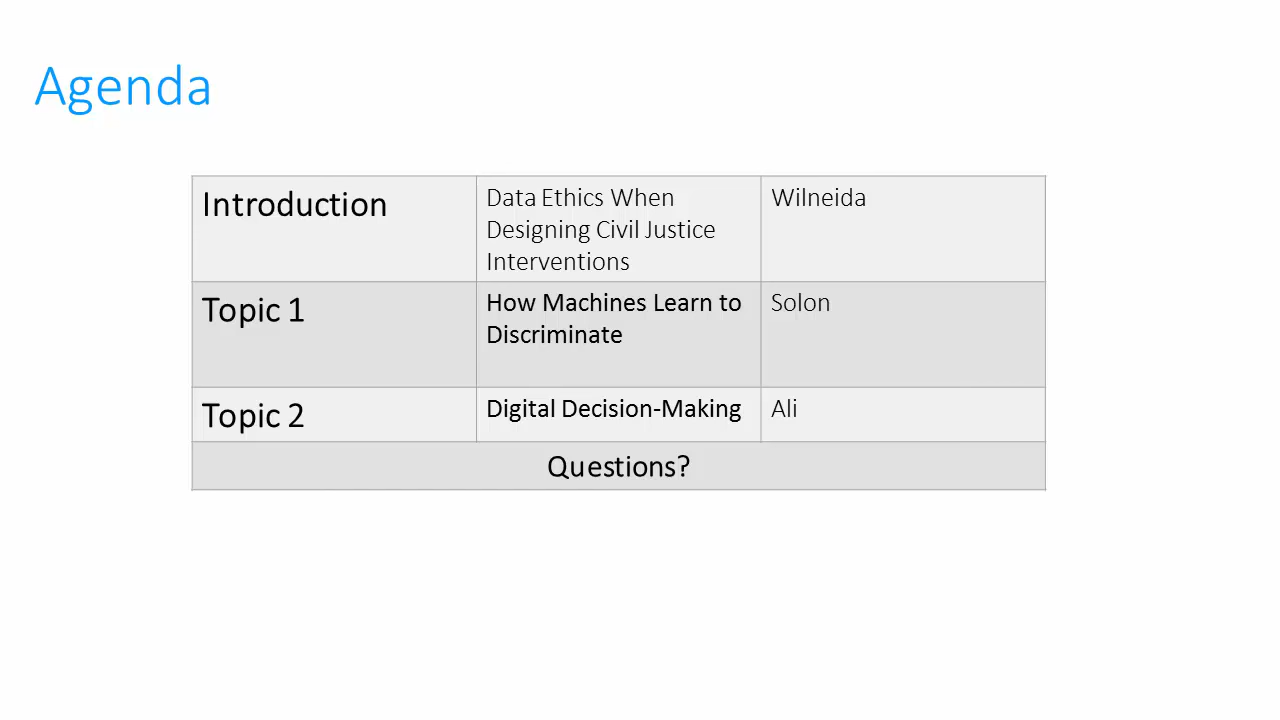 Agenda
Introduction
Data Ethics When
Designing Civil Justice
Interventions
Wilneida
Topic 1
How Machines Learn to
Discriminate
Solon
Topic 2
Digital Decision-Making
Ali
Questions?